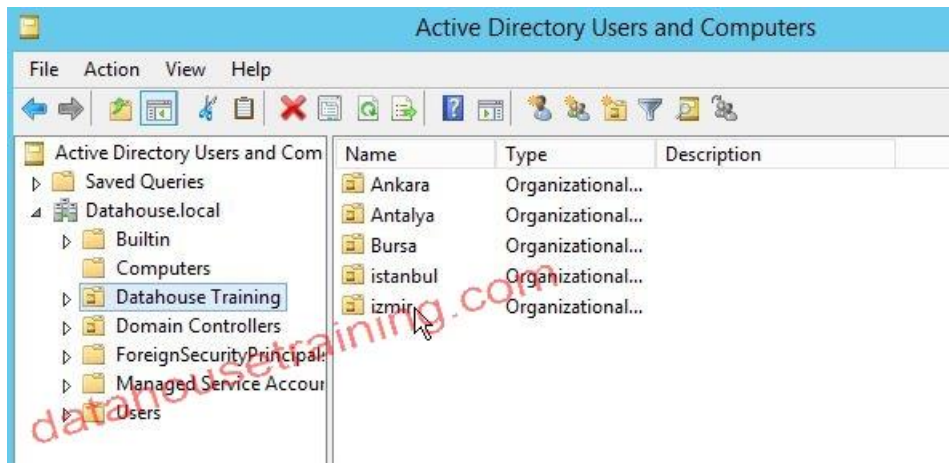 Active Directory Users and Computers
File Action View Help
Active Directory Users and Com
Saved Queries
Datahouse.local
Builtin
Computers
Datahouse Training
Domain Controllers
ForeignSecurityPrincipal:
Managed Service Accour
Users
Name Type Description
Ankara Organizational...
Antalya Organizational...
Bursa Organizational...
istanbul Organizational...
izmir Organizational...
datahousetraining.com